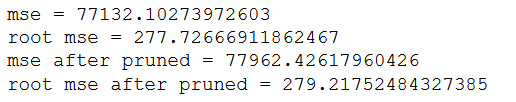 mse = 77132.10273972603
root mse = 277.72666911862467
mse after pruned = 77962.42617960426
root mse after pruned = 279.21752484327385